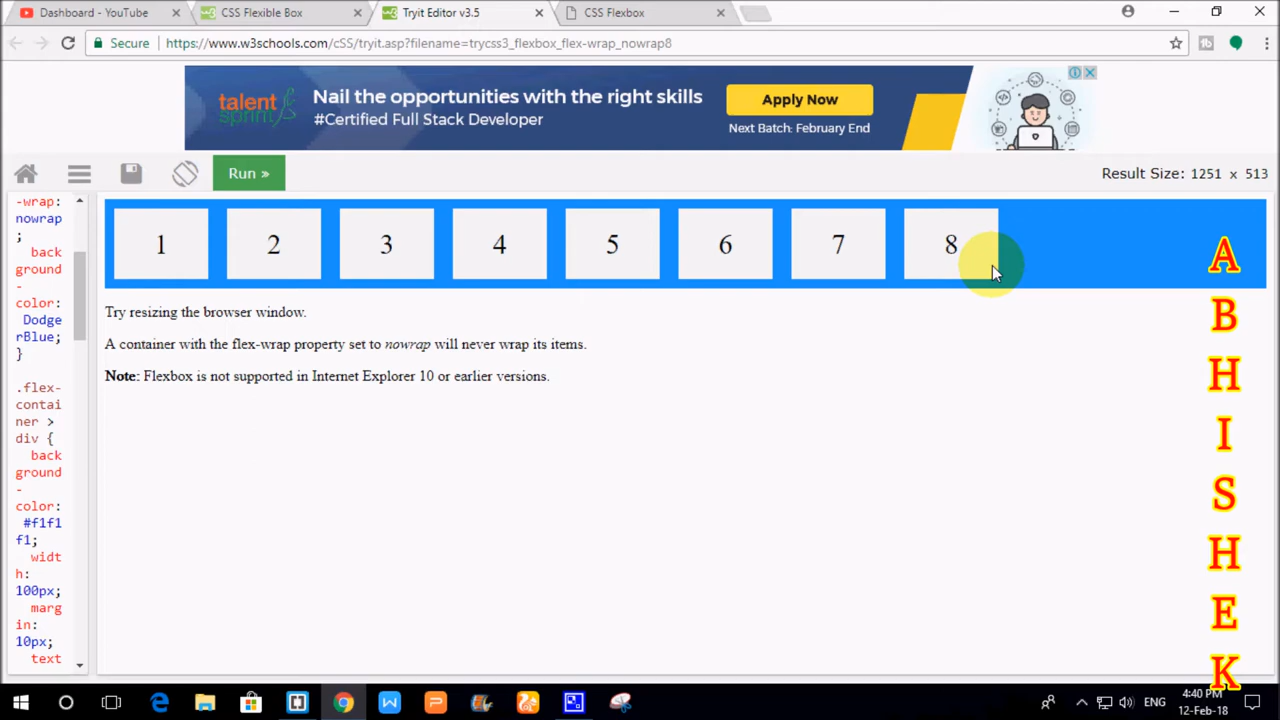 Dashboard - YouTube
CSS Flexible Box
Tryit Editor v3.5
CSS Flexbox
Secure
https://www.w3schools.com/cSS/tryit.asp?filename=trycss3_flexbox_flex-wrap_nowrap8
talent
sprint
Nail the opportunities with the right skills
#Certified Full Stack Developer
Apply Now
Next Batch: February End
Run »
Result Size: 1251 x 513
-wrap:
nowrap
;
back
ground
-
color:
Dodge
rBlue;
}
.flex-
contai
ner >
div {
back
ground
-
color:
#f1f1
f1;
widt
h:
100px;
marg
in:
10px;
text
1 2 3 4 5 6 7 8
Try resizing the browser window.
A container with the flex-wrap property set to nowrap will never wrap its items.
Note: Flexbox is not supported in Internet Explorer 10 or earlier versions.
A
B
H
I
S
H
E
K
ENG
4:40 PM
12-Feb-18